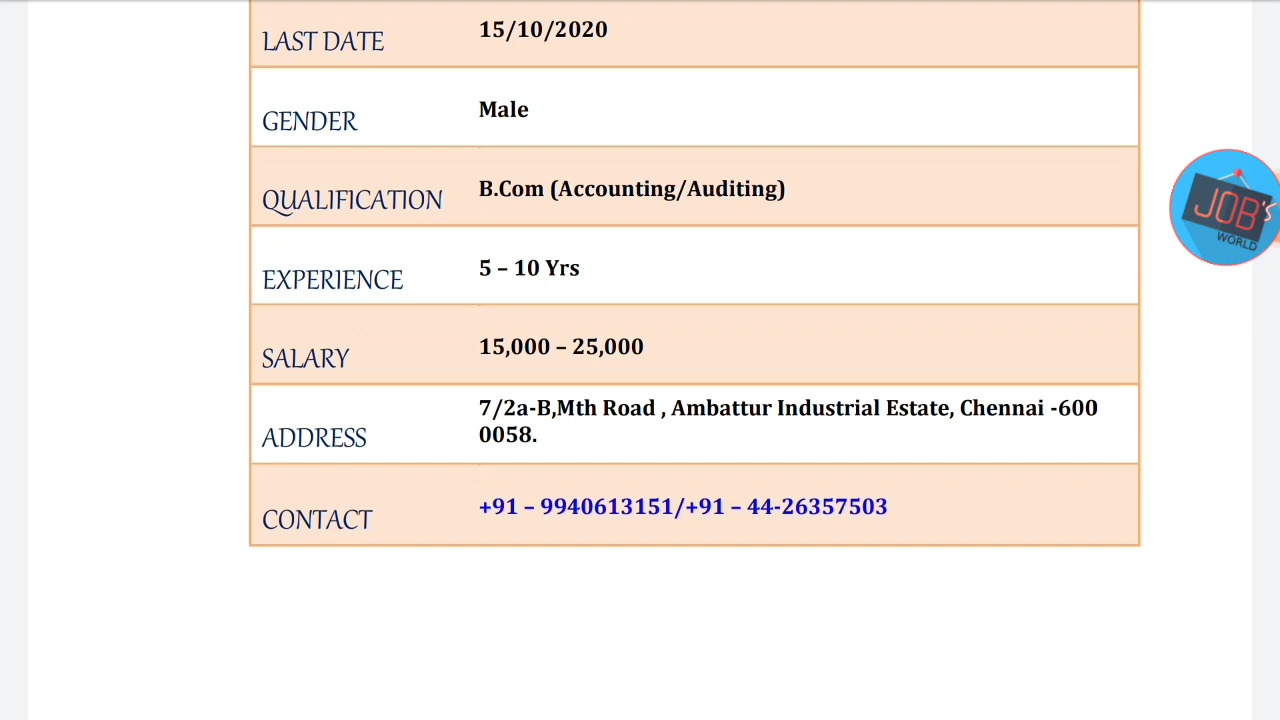 LAST DATE 15/10/2020
GENDER Male
QUALIFICATION B.Com (Accounting/Auditing)
EXPERIENCE 5 – 10 Yrs
SALARY 15,000 – 25,000
ADDRESS 7/2a-B,Mth Road , Ambattur Industrial Estate, Chennai -600
0058.
CONTACT +91 – 9940613151/+91 – 44-26357503
JOB's
WORLD